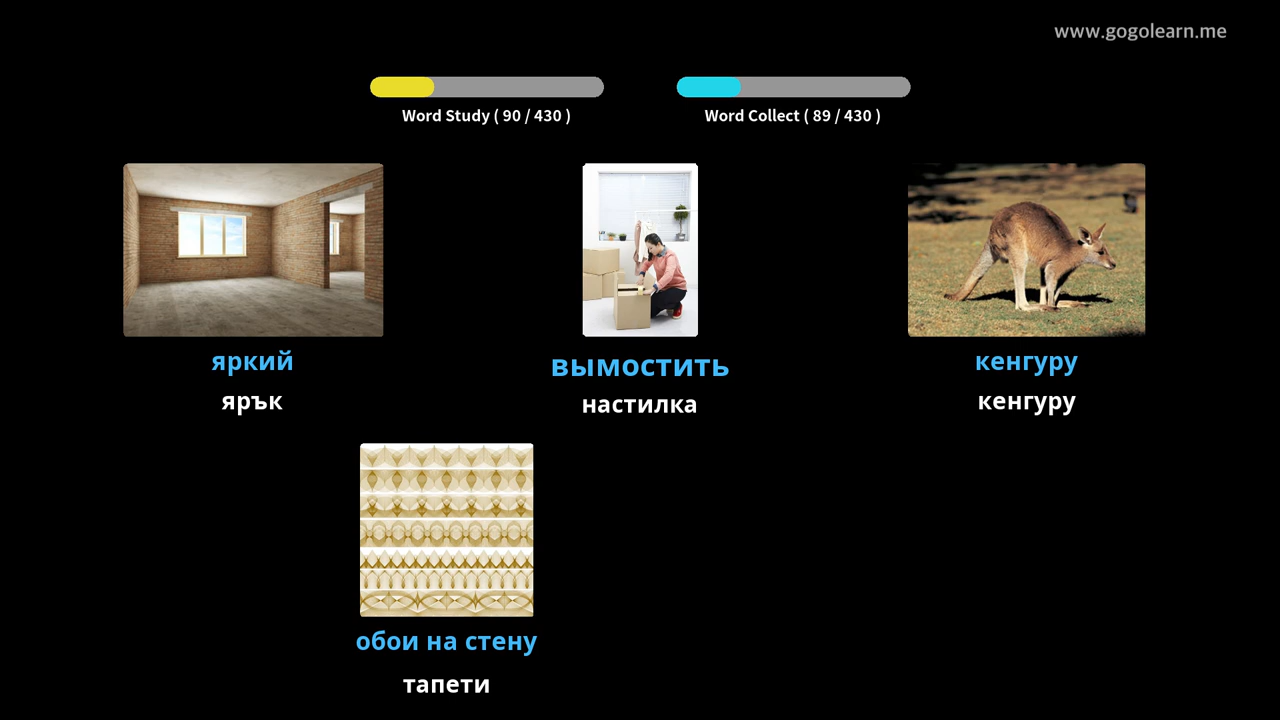 www.gogolearn.me
Word Study ( 90 / 430 )
Word Collect ( 89 / 430 )
яркий
ярък
вымостить
настилка
кенгуру
кенгуру
обои на стену
тапети